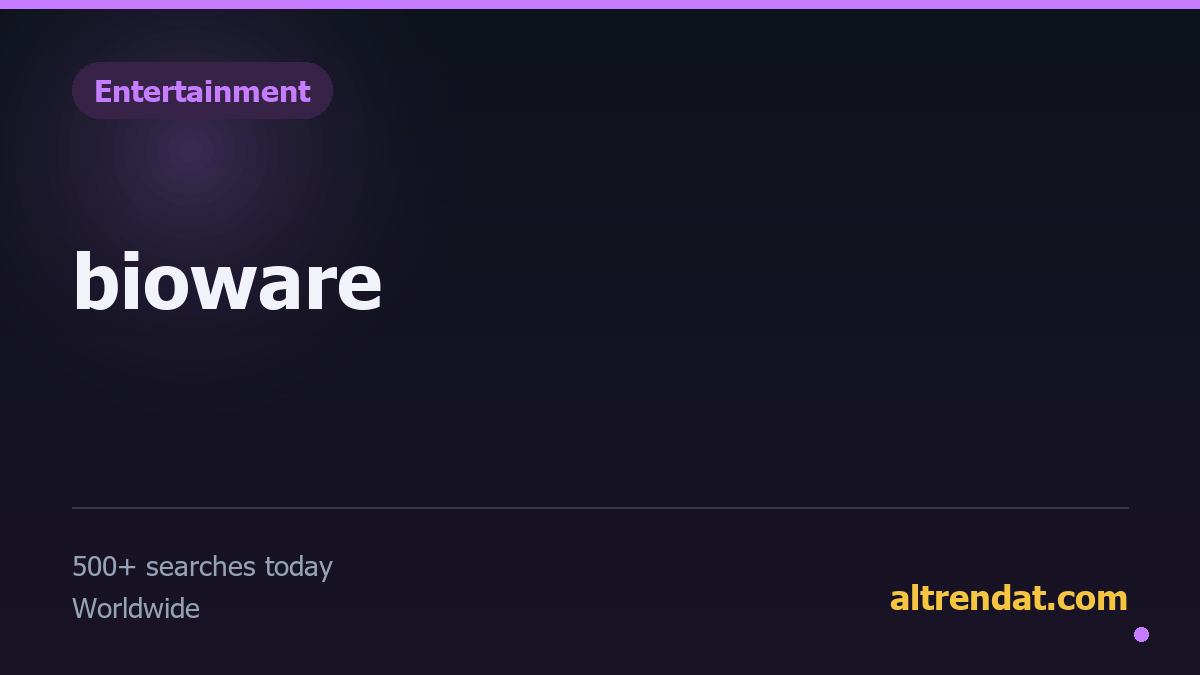 Entertainment
bioware
500+ searches today
Worldwide
altrendat.com